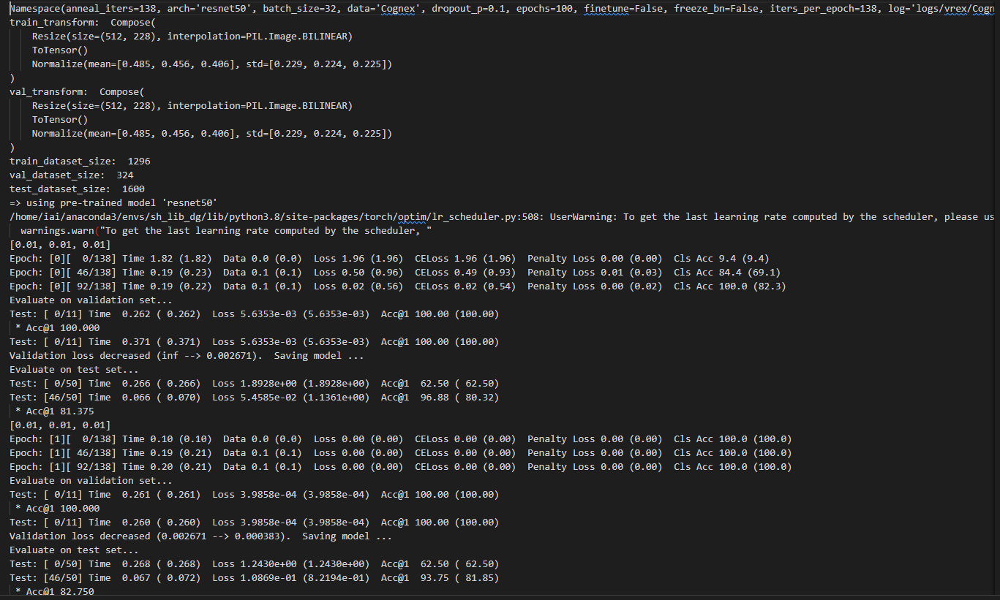 Namespace(anneal_iters=138, arch='resnet50', batch_size=32, data='Cognex', dropout_p=0.1, epochs=100, finetune=False, freeze_bn=False, iters_per_epoch=138, log='logs/vrex/Cogn
train_transform:  Compose(
    Resize(size=(512, 228), interpolation=PIL.Image.BILINEAR)
    ToTensor()
    Normalize(mean=[0.485, 0.456, 0.406], std=[0.229, 0.224, 0.225])
)
val_transform:  Compose(
    Resize(size=(512, 228), interpolation=PIL.Image.BILINEAR)
    ToTensor()
    Normalize(mean=[0.485, 0.456, 0.406], std=[0.229, 0.224, 0.225])
)
train_dataset_size:  1296
val_dataset_size:  324
test_dataset_size:  1600
=> using pre-trained model 'resnet50'
/home/iai/anaconda3/envs/sh_lib_dg/lib/python3.8/site-packages/torch/optim/lr_scheduler.py:508: UserWarning: To get the last learning rate computed by the scheduler, please us
  warnings.warn("To get the last learning rate computed by the scheduler, "
[0.01, 0.01, 0.01]
Epoch: [0][  0/138] Time 1.82 (1.82)  Data 0.0 (0.0)  Loss 1.96 (1.96)  CELoss 1.96 (1.96)  Penalty Loss 0.00 (0.00)  Cls Acc 9.4 (9.4)
Epoch: [0][ 46/138] Time 0.19 (0.23)  Data 0.1 (0.1)  Loss 0.50 (0.96)  CELoss 0.49 (0.93)  Penalty Loss 0.01 (0.03)  Cls Acc 84.4 (69.1)
Epoch: [0][ 92/138] Time 0.19 (0.22)  Data 0.1 (0.1)  Loss 0.02 (0.56)  CELoss 0.02 (0.54)  Penalty Loss 0.00 (0.02)  Cls Acc 100.0 (82.3)
Evaluate on validation set...
Test: [ 0/11] Time  0.262 ( 0.262)  Loss 5.6353e-03 (5.6353e-03)  Acc@1 100.00 (100.00)
 * Acc@1 100.000
Test: [ 0/11] Time  0.371 ( 0.371)  Loss 5.6353e-03 (5.6353e-03)  Acc@1 100.00 (100.00)
Validation loss decreased (inf --> 0.002671).  Saving model ...
Evaluate on test set...
Test: [ 0/50] Time  0.266 ( 0.266)  Loss 1.8928e+00 (1.8928e+00)  Acc@1  62.50 ( 62.50)
Test: [46/50] Time  0.066 ( 0.070)  Loss 5.4585e-02 (1.1361e+00)  Acc@1  96.88 ( 80.32)
 * Acc@1 81.375
[0.01, 0.01, 0.01]
Epoch: [1][  0/138] Time 0.10 (0.10)  Data 0.0 (0.0)  Loss 0.00 (0.00)  CELoss 0.00 (0.00)  Penalty Loss 0.00 (0.00)  Cls Acc 100.0 (100.0)
Epoch: [1][ 46/138] Time 0.19 (0.21)  Data 0.1 (0.1)  Loss 0.00 (0.00)  CELoss 0.00 (0.00)  Penalty Loss 0.00 (0.00)  Cls Acc 100.0 (100.0)
Epoch: [1][ 92/138] Time 0.20 (0.21)  Data 0.1 (0.1)  Loss 0.00 (0.00)  CELoss 0.00 (0.00)  Penalty Loss 0.00 (0.00)  Cls Acc 100.0 (100.0)
Evaluate on validation set...
Test: [ 0/11] Time  0.261 ( 0.261)  Loss 3.9858e-04 (3.9858e-04)  Acc@1 100.00 (100.00)
 * Acc@1 100.000
Test: [ 0/11] Time  0.260 ( 0.260)  Loss 3.9858e-04 (3.9858e-04)  Acc@1 100.00 (100.00)
Validation loss decreased (0.002671 --> 0.000383).  Saving model ...
Evaluate on test set...
Test: [ 0/50] Time  0.268 ( 0.268)  Loss 1.2430e+00 (1.2430e+00)  Acc@1  62.50 ( 62.50)
Test: [46/50] Time  0.067 ( 0.072)  Loss 1.0869e-01 (8.2194e-01)  Acc@1  93.75 ( 81.85)
 * Acc@1 82.750